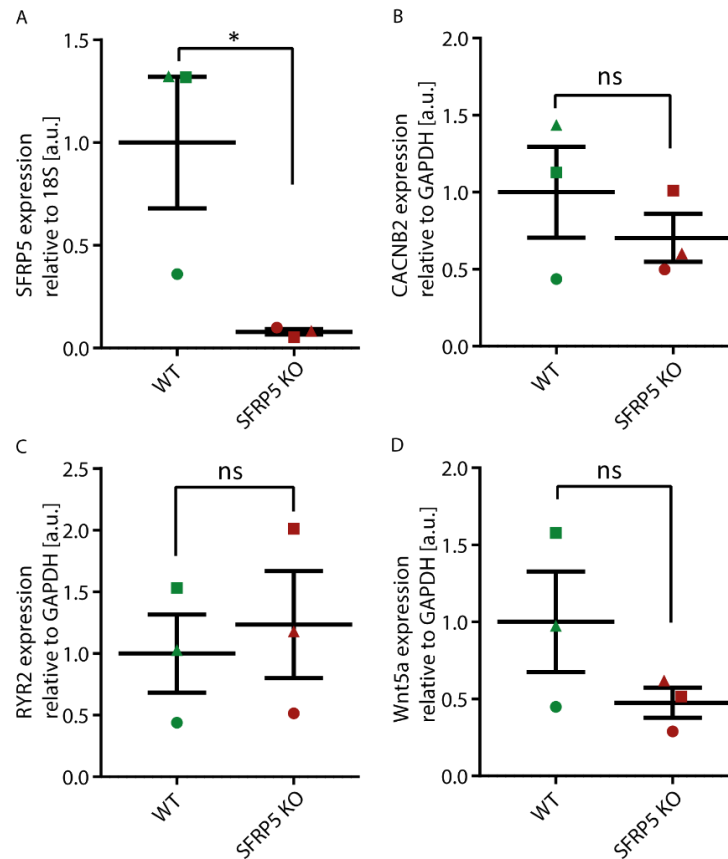 A
SFRP5 expression
relative to 18S [a.u.]
1.5
1.0
0.5
0.0
*
WT
SFRP5 KO
B
CACNB2 expression
relative to GAPDH [a.u.]
2.0
1.5
1.0
0.5
0.0
ns
WT
SFRP5 KO
C
RYR2 expression
relative to GAPDH [a.u.]
2.5
2.0
1.5
1.0
0.5
0.0
ns
WT
SFRP5 KO
D
Wnt5a expression
relative to GAPDH [a.u.]
2.0
1.5
1.0
0.5
0.0
ns
WT
SFRP5 KO